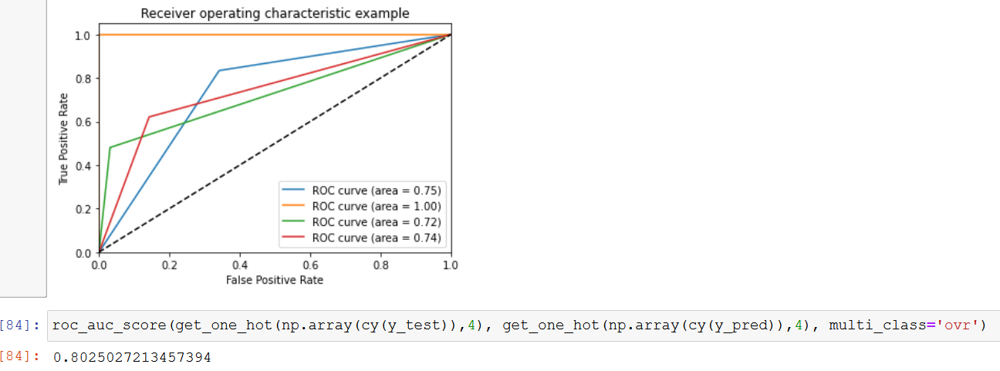 Receiver operating characteristic example
1.0
0.8
0.6
0.4
0.2
0.0
True Positive Rate
ROC curve (area = 0.75)
ROC curve (area = 1.00)
ROC curve (area = 0.72)
ROC curve (area = 0.74)
0.0 0.2 0.4 0.6 0.8 1.0
False Positive Rate
[84]: roc_auc_score(get_one_hot(np.array(cy(y_test)),4), get_one_hot(np.array(cy(y_pred)),4), multi_class='ovr')
[84]: 0.8025027213457394